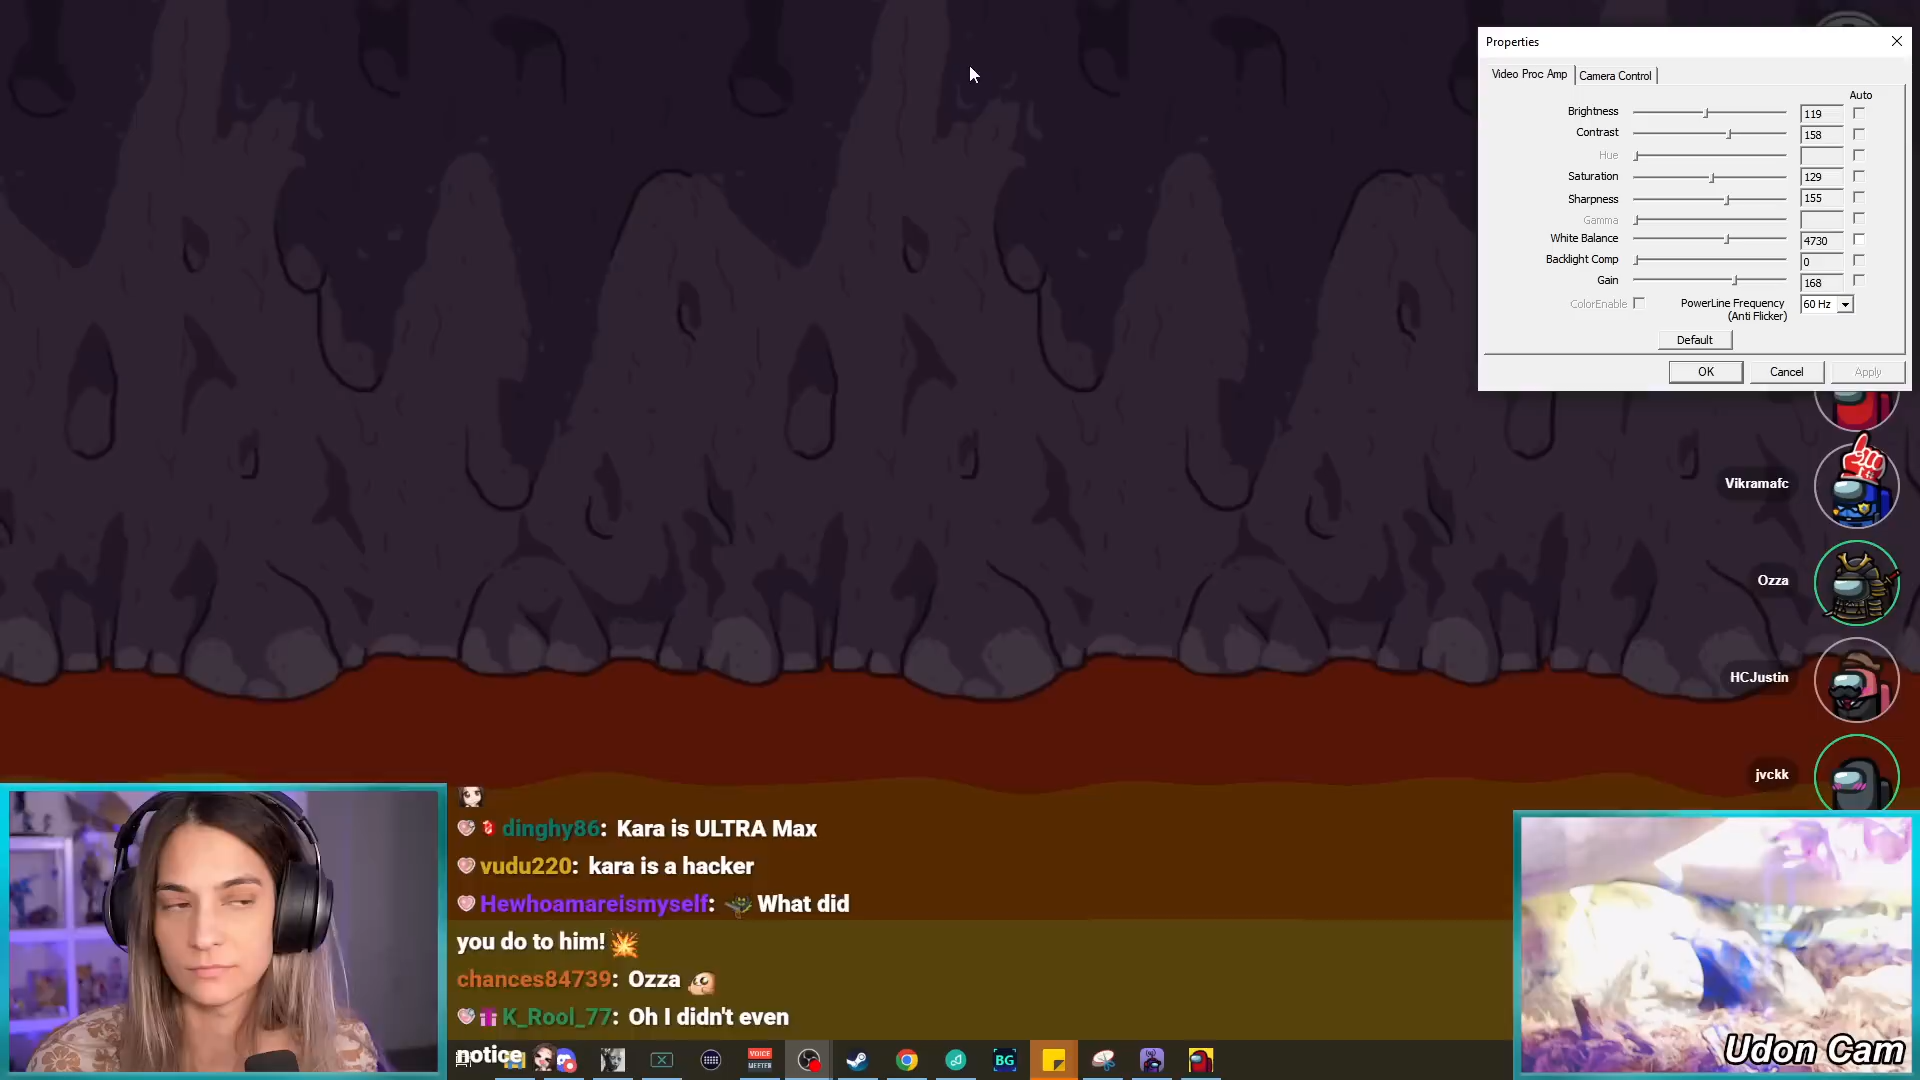 Properties
Video Proc Amp
Camera Control
Auto
Brightness 119
Contrast 158
Hue
Saturation 129
Sharpness 155
Gamma
White Balance 4730
Backlight Comp 0
Gain 168
ColorEnable PowerLine Frequency (Anti Flicker) 60 Hz
Default
OK Cancel Apply
Vikramafc
Ozza
HCJustin
jvckk
dinghy86: Kara is ULTRA Max
vudu220: kara is a hacker
Hewhoamareismyself: What did
you do to him!
chances84739: Ozza
K_Rool_77: Oh I didn't even
notice
VOICE
MEETER
BG
Udon Cam